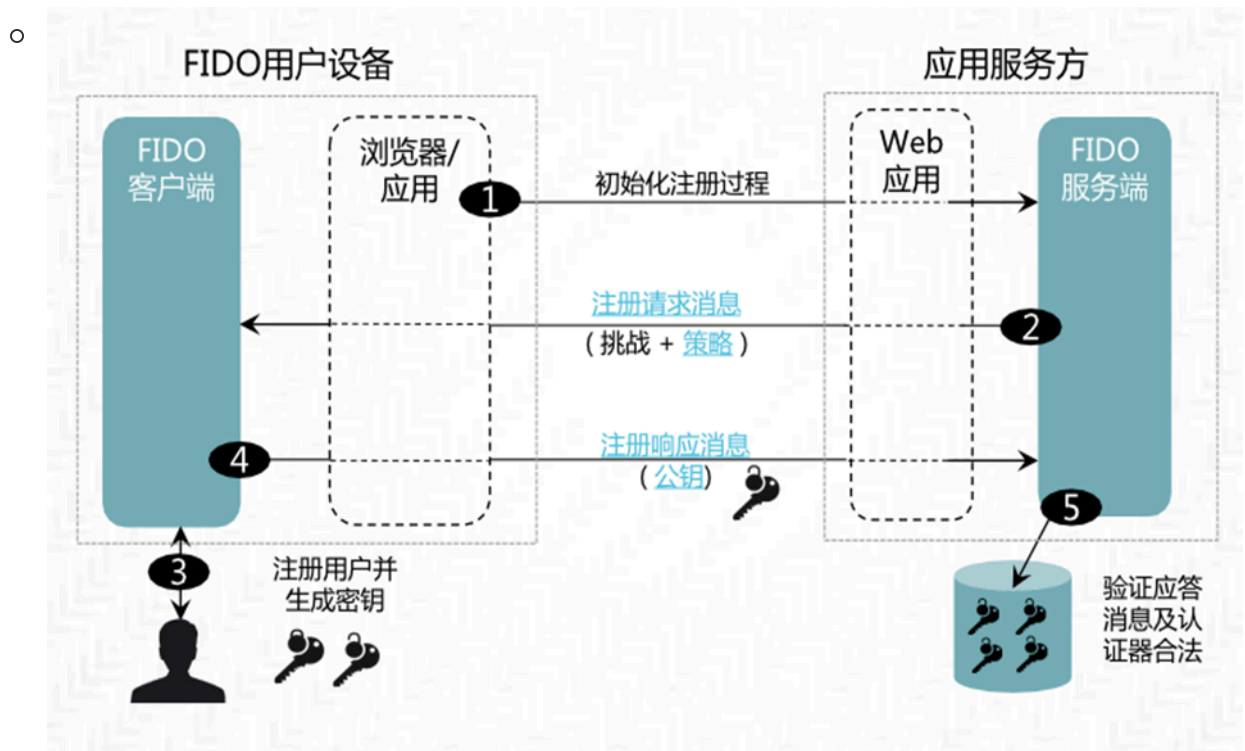 FIDO用户设备
应用服务方
FIDO
客户端
浏览器/
应用
Web
应用
FIDO
服务端
1
初始化注册过程
注册请求消息
(挑战 + 策略)
2
4
注册响应消息
(公钥)
5
3
注册用户并
生成密钥
验证应答
消息及认
证器合法